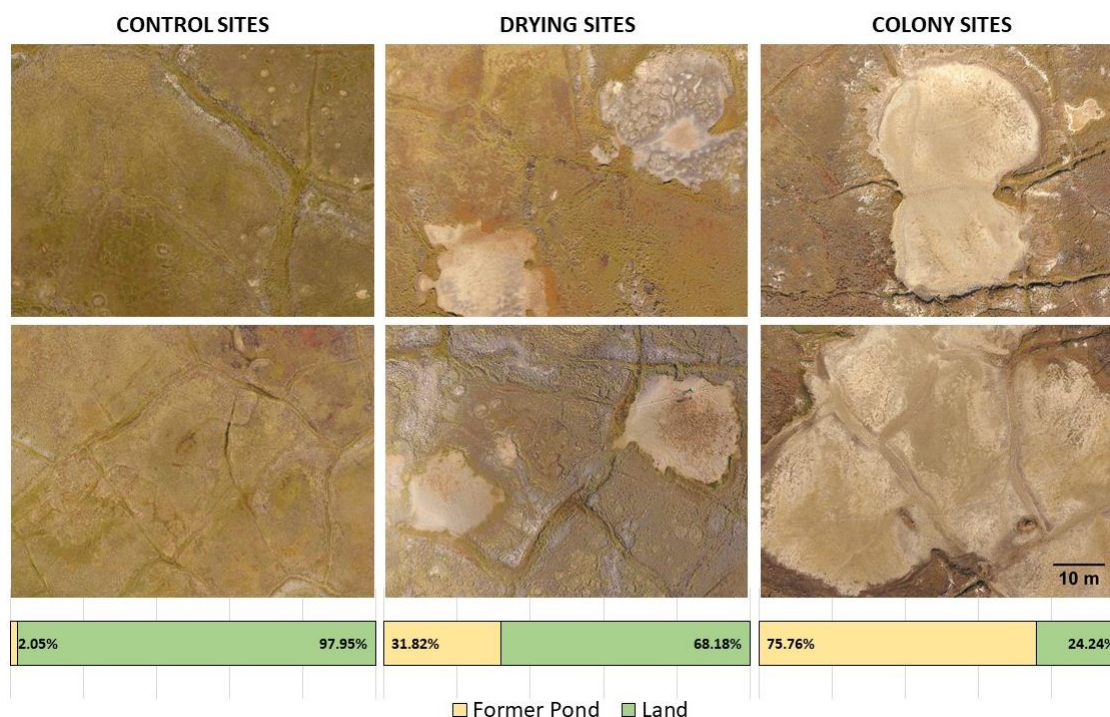 CONTROL SITES DRYING SITES COLONY SITES
10 m
2.05% 97.95% 31.82% 68.18% 75.76% 24.24%
Former Pond Land